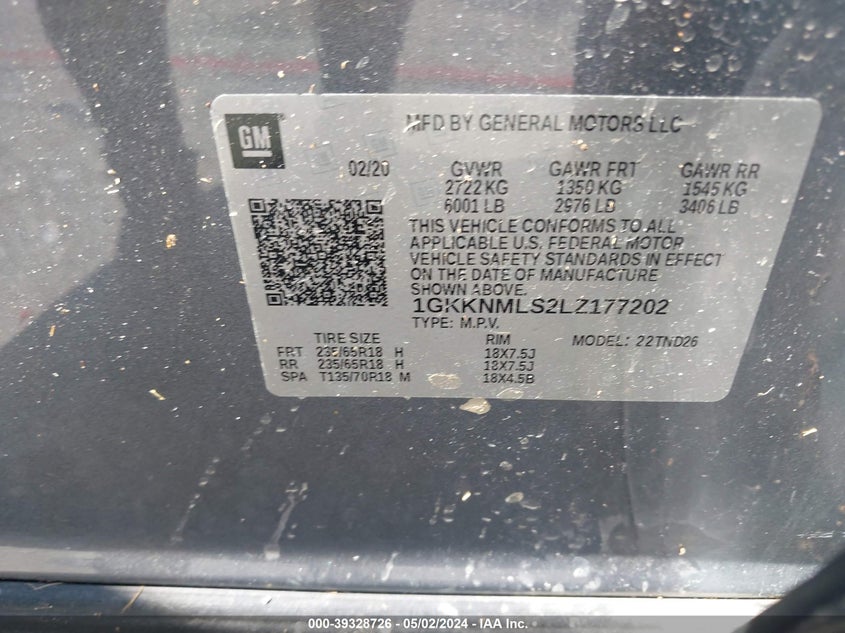 GM
MFD BY GENERAL MOTORS LLC
02/20 GVWR GAWR FRT GAWR RR
2722 KG 1350 KG 1545 KG
6001 LB 2976 LB 3406 LB
THIS VEHICLE CONFORMS TO ALL
APPLICABLE U.S. FEDERAL MOTOR
VEHICLE SAFETY STANDARDS IN EFFECT
ON THE DATE OF MANUFACTURE
SHOWN ABOVE.
1GKKNMLS2LZ177202
TYPE: M.P.V. MODEL: 22TND26
TIRE SIZE RIM
FRT 235/65R18 H 18X7.5J
RR 235/65R18 H 18X7.5J
SPA T135/70R18 M 18X4.5B
000-39328726 - 05/02/2024 - IAA Inc.